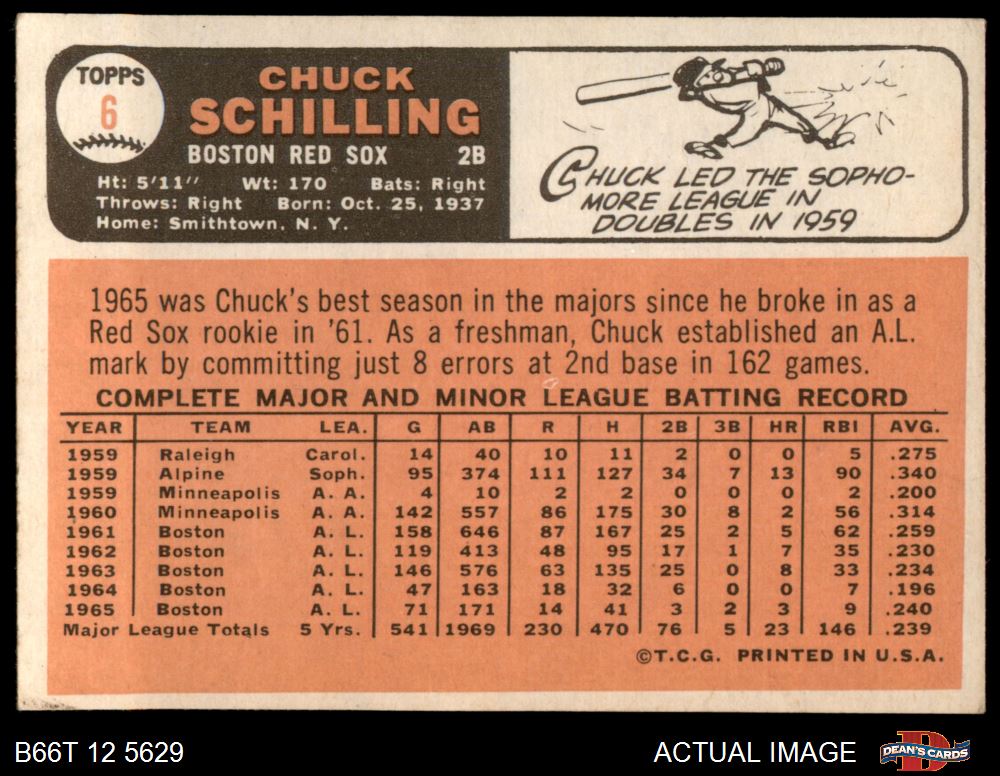 TOPPS
6
CHUCK
SCHILLING
BOSTON RED SOX 2B
Ht: 5'11" Wt: 170 Bats: Right
Throws: Right Born: Oct. 25, 1937
Home: Smithtown, N. Y.
CHUCK LED THE SOPHO-
MORE LEAGUE IN
DOUBLES IN 1959
1965 was Chuck's best season in the majors since he broke in as a
Red Sox rookie in '61. As a freshman, Chuck established an A.L.
mark by committing just 8 errors at 2nd base in 162 games.
COMPLETE MAJOR AND MINOR LEAGUE BATTING RECORD
YEAR TEAM LEA. G AB R H 2B 3B HR RBI AVG.
1959 Raleigh Carol. 14 40 10 11 2 0 0 5 .275
1959 Alpine Soph. 95 374 111 127 34 7 13 90 .340
1959 Minneapolis A. A. 4 10 2 2 0 0 0 2 .200
1960 Minneapolis A. A. 142 557 86 175 30 8 2 56 .314
1961 Boston A. L. 158 646 87 167 25 2 5 62 .259
1962 Boston A. L. 119 413 48 95 17 1 7 35 .230
1963 Boston A. L. 146 576 63 135 25 0 8 33 .234
1964 Boston A. L. 47 163 18 32 6 0 0 7 .196
1965 Boston A. L. 71 171 14 41 3 2 3 9 .240
Major League Totals 5 Yrs. 541 1969 230 470 76 5 23 146 .239
©T.C.G. PRINTED IN U.S.A.
B66T 12 5629 ACTUAL IMAGE DEAN'S CARDS